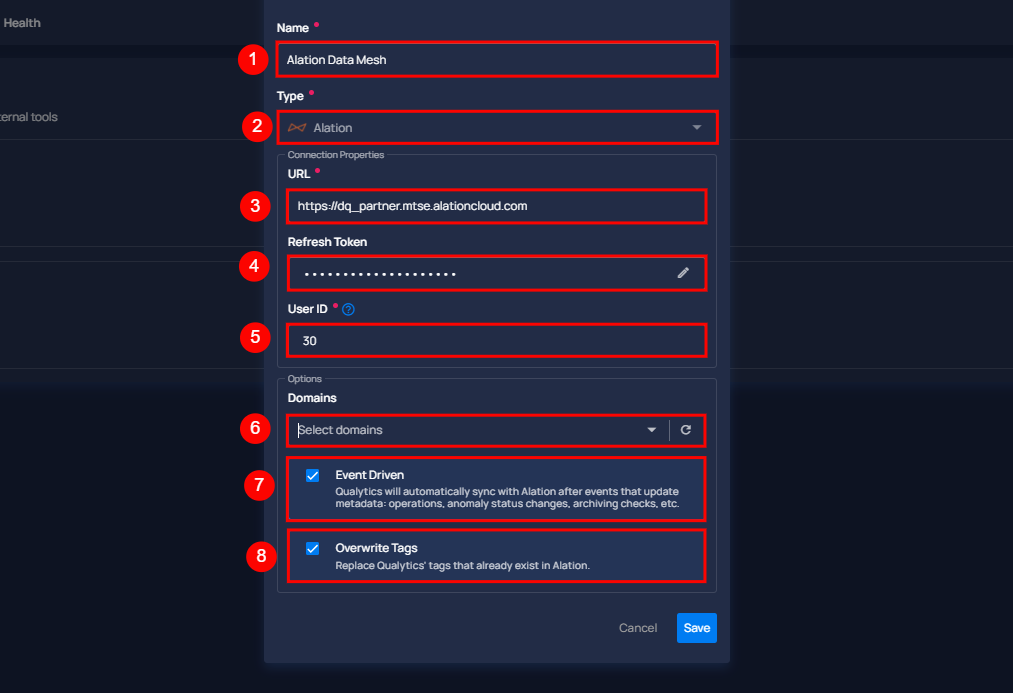 Health
ternal tools
Name *
1
Alation Data Mesh
Type *
2
Alation
Connection Properties
URL *
3
https://dq_partner.mtse.alationcloud.com
Refresh Token
4
••••••••••••••••••••
User ID * ?
5
30
Options
Domains
6
Select domains
7
Event Driven
Qualytics will automatically sync with Alation after events that update
metadata: operations, anomaly status changes, archiving checks, etc.
8
Overwrite Tags
Replace Qualytics' tags that already exist in Alation.
Cancel Save